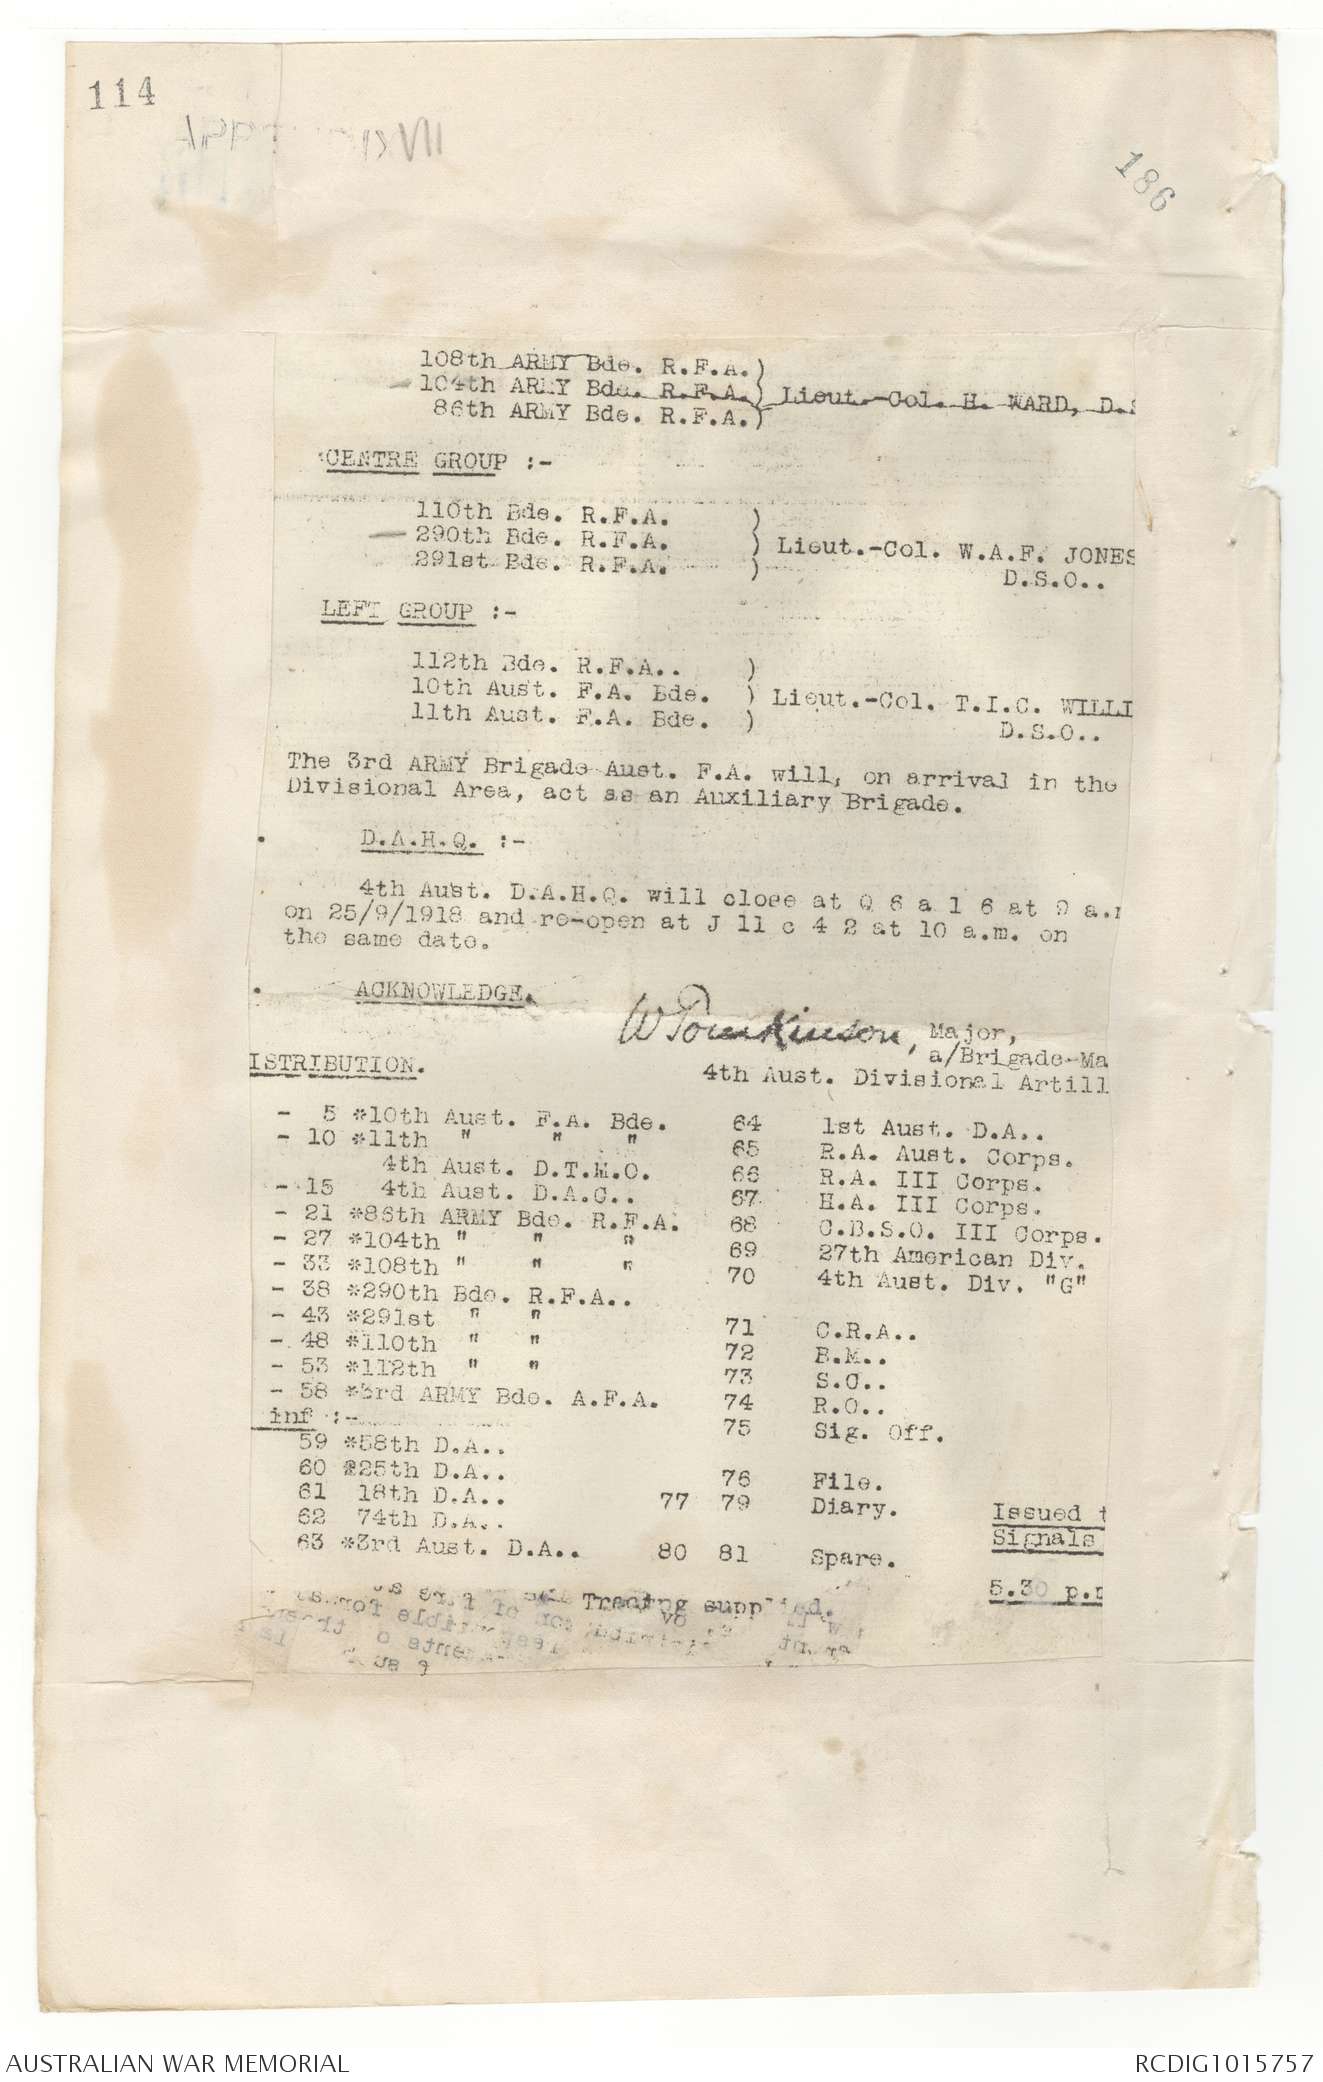 114
186
108th ARMY Bde. R.F.A.)
104th ARMY Bde. R.F.A.) Lieut.-Col. H. WARD, D.S
86th ARMY Bde. R.F.A.)
CENTRE GROUP :-
110th Bde. R.F.A. )
290th Bde. R.F.A. ) Lieut.-Col. W.A.F. JONES
291st Bde. R.F.A. ) D.S.O..
LEFT GROUP :-
112th Bde. R.F.A.. )
10th Aust. F.A. Bde. ) Lieut.-Col. T.I.C. WILLI
11th Aust. F.A. Bde. ) D.S.O..
The 3rd ARMY Brigade Aust. F.A. will, on arrival in the
Divisional Area, act as an Auxiliary Brigade.
. D.A.H.Q. :-
4th Aust. D.A.H.Q. will close at Q 6 a 1 6 at 9 a.m
on 25/9/1918 and re-open at J 11 c 4 2 at 10 a.m. on
the same date.
. ACKNOWLEDGE.
W Tomkinson, Major,
a/Brigade-Ma
4th Aust. Divisional Artill
ISTRIBUTION.
- 5 *10th Aust. F.A. Bde. 64 1st Aust. D.A..
- 10 *11th " " " 65 R.A. Aust. Corps.
4th Aust. D.T.M.O. 66 R.A. III Corps.
- 15 4th Aust. D.A.C.. 67 H.A. III Corps.
- 21 *86th ARMY Bde. R.F.A. 68 C.B.S.O. III Corps.
- 27 *104th " " " 69 27th American Div.
- 33 *108th " " " 70 4th Aust. Div. "G"
- 38 *290th Bde. R.F.A..
- 43 *291st " " 71 C.R.A..
- 48 *110th " " 72 B.M..
- 53 *112th " " 73 S.C..
- 58 *3rd ARMY Bde. A.F.A. 74 R.O..
inf :- 75 Sig. Off.
59 *58th D.A..
60 *25th D.A.. 76 File.
61 18th D.A.. 77 79 Diary. Issued t
62 74th D.A.. Signals
63 *3rd Aust. D.A.. 80 81 Spare.
5.30 p.m
Tracing supplied.
AUSTRALIAN WAR MEMORIAL RCDIG1015757